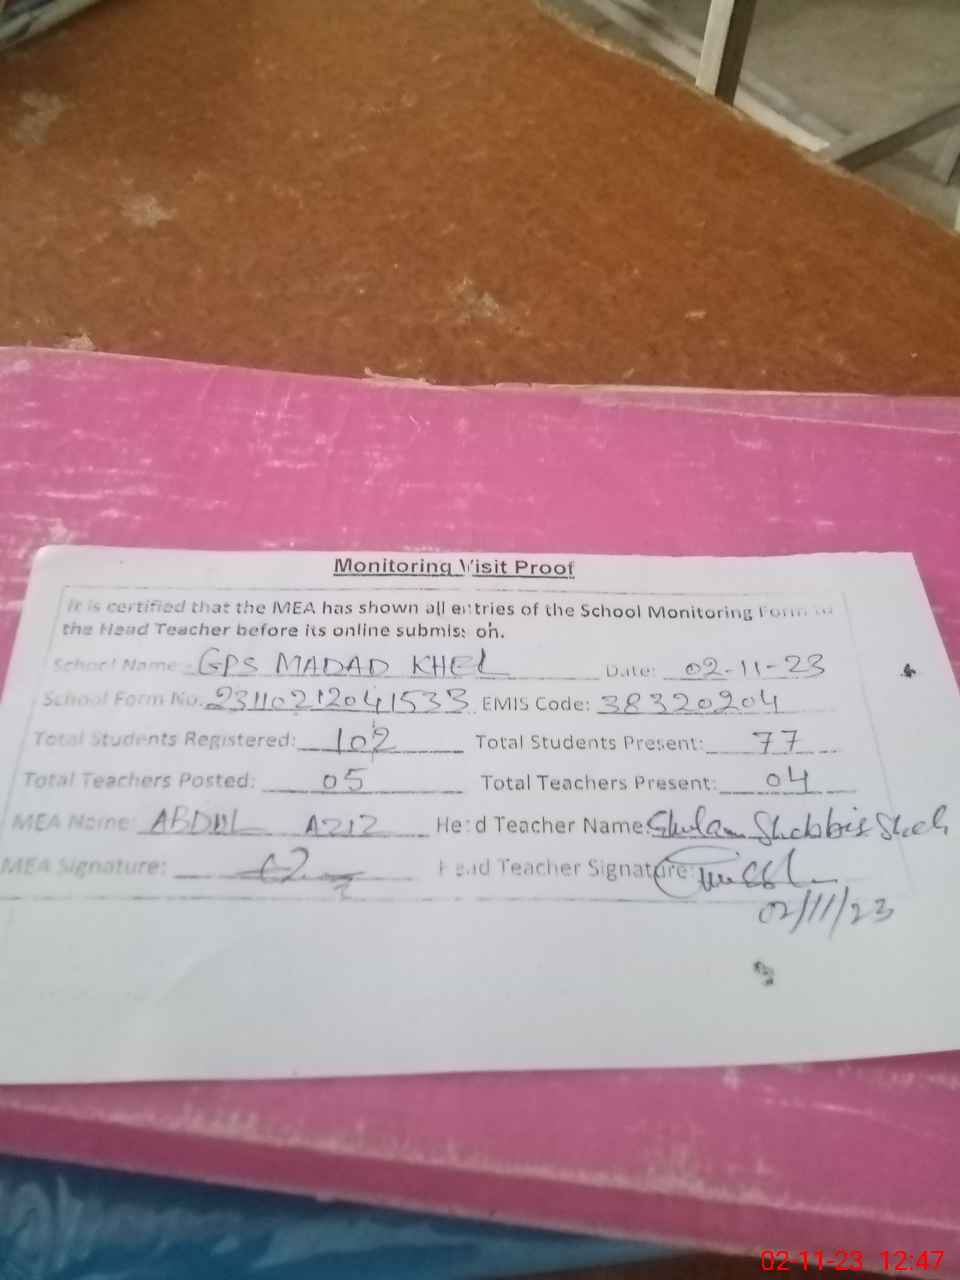 Monitoring Visit Proof
It is certified that the MEA has shown all entries of the School Monitoring Form to
the Head Teacher before its online submission.
School Name: GPS MADAD KHEL Date: 02-11-23
School Form No. 23110212041533 EMIS Code: 38320204
Total Students Registered: 102 Total Students Present: 77
Total Teachers Posted: 05 Total Teachers Present: 04
MEA Name: ABDUL AZIZ Head Teacher Name: Ghulam Shabbir Shah
MEA Signature: Head Teacher Signature:
02/11/23
02-11-23 12:47